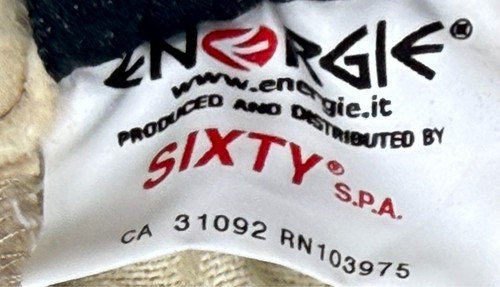 ENERGIE®
www.energie.it
PRODUCED AND DISTRIBUTED BY
SIXTY® S.P.A.
CA 31092 RN103975